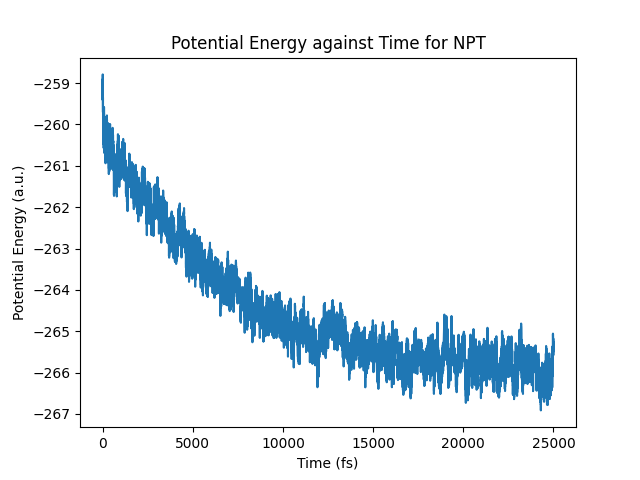 Potential Energy against Time for NPT
−259
−260
−261
−262
−263
−264
−265
−266
−267
Potential Energy (a.u.)
0 5000 10000 15000 20000 25000
Time (fs)